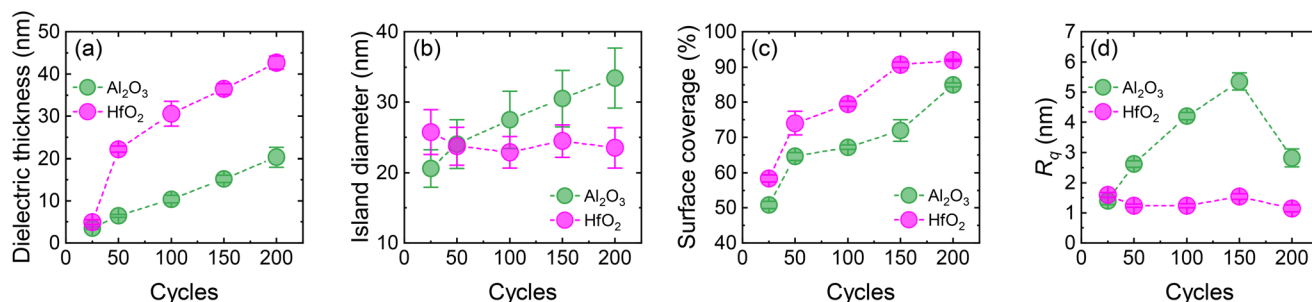 Dielectric thickness (nm)
50
40
30
20
10
0
(a)
Al₂O₃
HfO₂
0 50 100 150 200
Cycles
Island diameter (nm)
40
30
20
10
(b)
Al₂O₃
HfO₂
0 50 100 150 200
Cycles
Surface coverage (%)
100
90
80
70
60
50
40
(c)
Al₂O₃
HfO₂
0 50 100 150 200
Cycles
R_q (nm)
7
6
5
4
3
2
1
0
(d)
Al₂O₃
HfO₂
0 50 100 150 200
Cycles